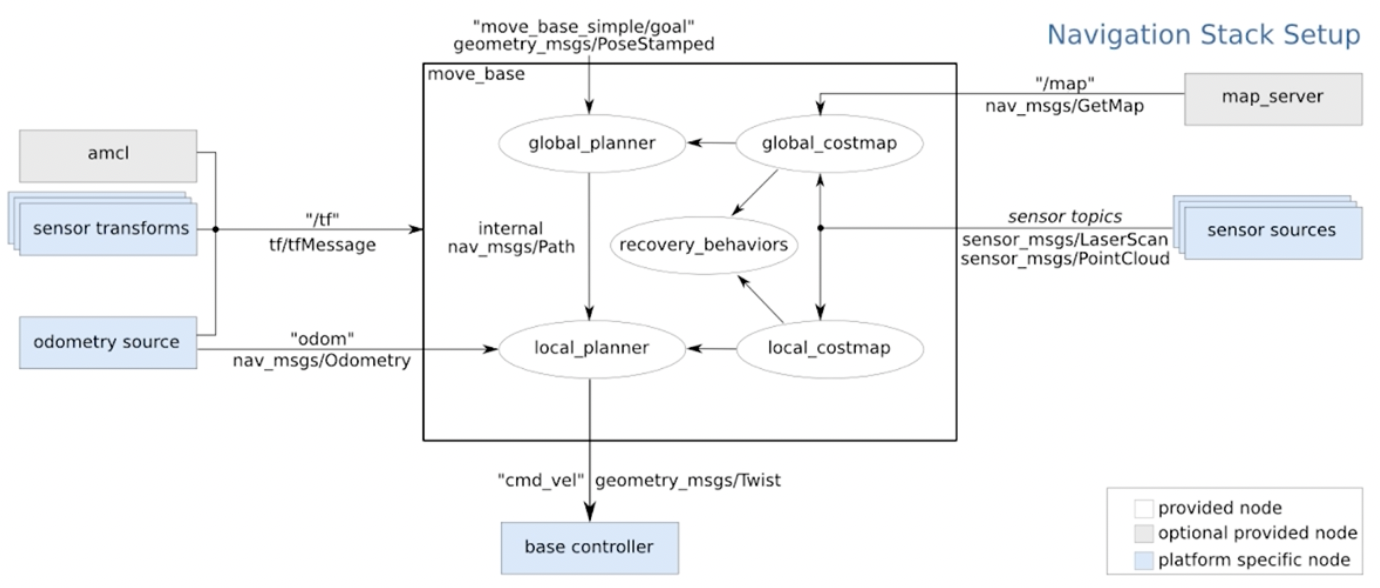 Navigation Stack Setup
"move_base_simple/goal"
geometry_msgs/PoseStamped
move_base
"/map"
nav_msgs/GetMap
map_server
amcl
global_planner
global_costmap
sensor transforms
"/tf"
tf/tfMessage
internal
nav_msgs/Path
recovery_behaviors
sensor topics
sensor_msgs/LaserScan
sensor_msgs/PointCloud
sensor sources
odometry source
"odom"
nav_msgs/Odometry
local_planner
local_costmap
"cmd_vel"
geometry_msgs/Twist
base controller
provided node
optional provided node
platform specific node